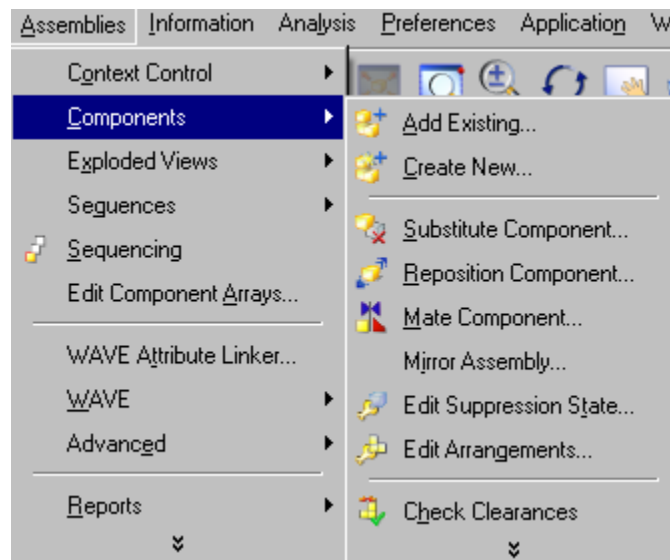 Assemblies Information Analysis Preferences Application W
Context Control
Components
Exploded Views
Sequences
Sequencing
Edit Component Arrays...
WAVE Attribute Linker...
WAVE
Advanced
Reports
Add Existing...
Create New...
Substitute Component...
Reposition Component...
Mate Component...
Mirror Assembly...
Edit Suppression State...
Edit Arrangements...
Check Clearances